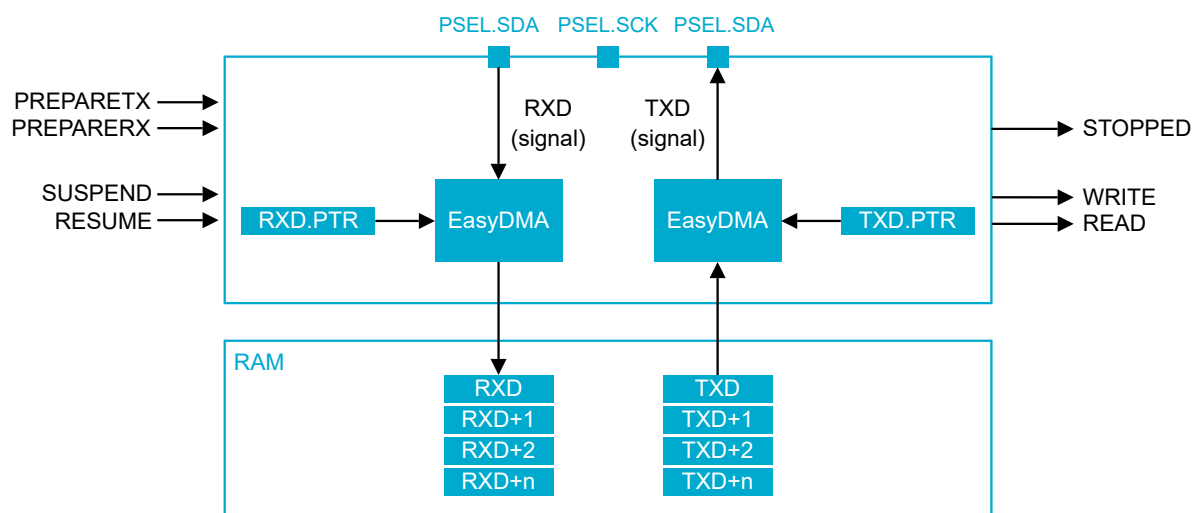 PSEL.SDA PSEL.SCK PSEL.SDA
PREPARETX
PREPARERX
RXD
(signal)
TXD
(signal)
STOPPED
SUSPEND
RESUME
RXD.PTR
EasyDMA
EasyDMA
TXD.PTR
WRITE
READ
RAM
RXD
RXD+1
RXD+2
RXD+n
TXD
TXD+1
TXD+2
TXD+n